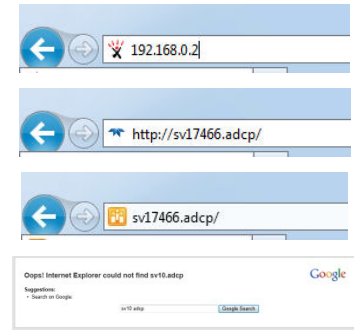 192.168.0.2
http://sv17466.adcp/
sv17466.adcp/
Oops! Internet Explorer could not find sv10.adcp
Google
Suggestions:
• Search on Google:
sv10 adcp
Google Search